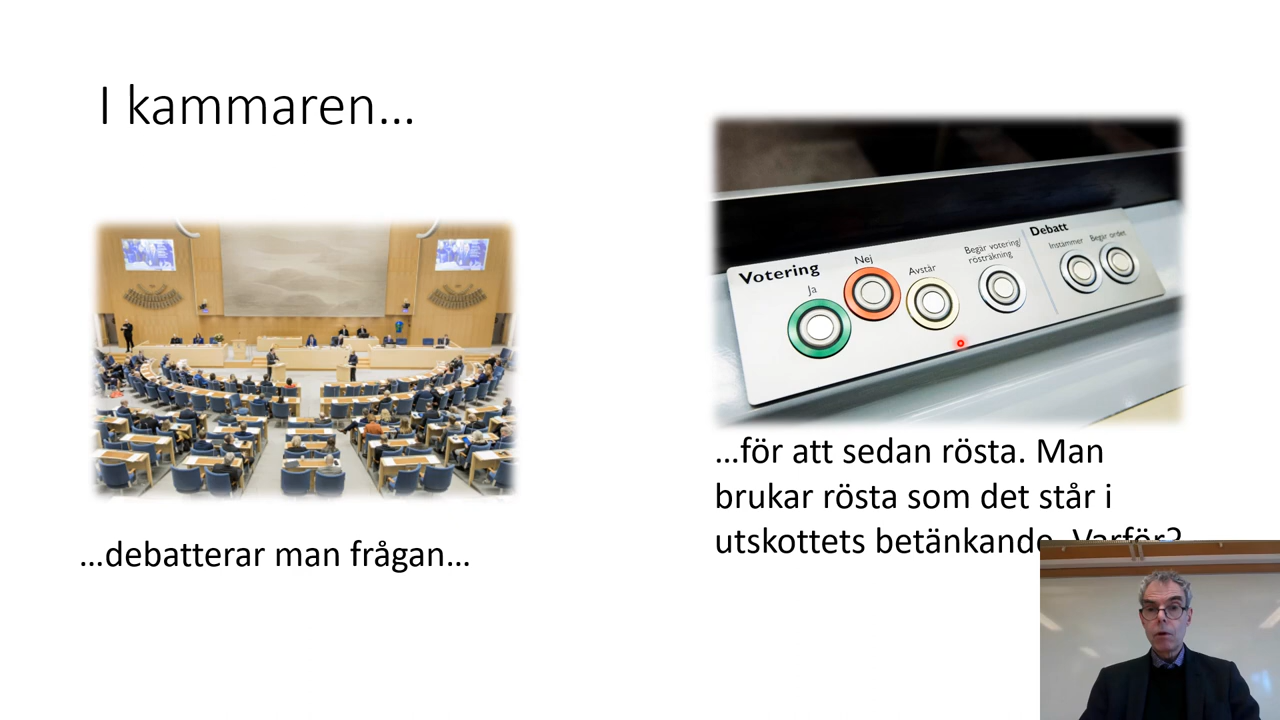 I kammaren...
...debatterar man frågan...
Votering
Ja
Nej
Avstår
Begär votering/
rösträkning
Debatt
Instämmer
Begär ordet
...för att sedan rösta. Man
brukar rösta som det står i
utskottets betänkande. Varför?